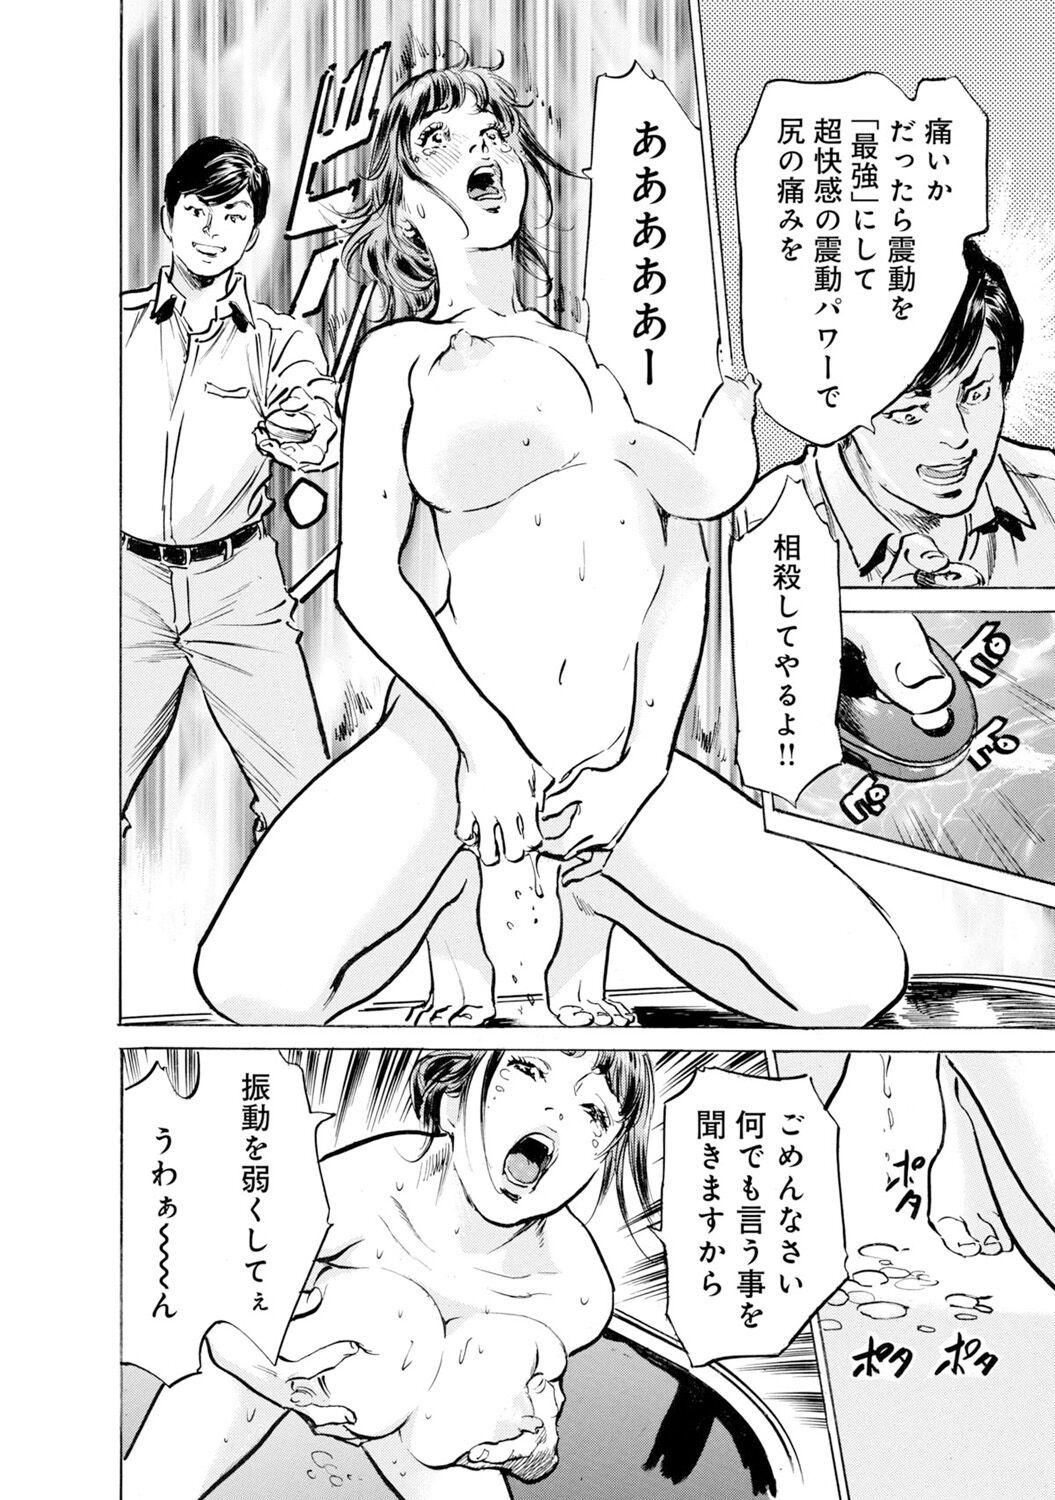 痛いか
だったら震動を
「最強」にして
超快感の震動パワーで
尻の痛みを
相殺してやるよ!!
ああああああー
ごめんなさい
何でも言う事を
聞きますから
振動を弱くしてぇ
うわぁ〜〜〜ん
ポタ
ポタ
ポタ